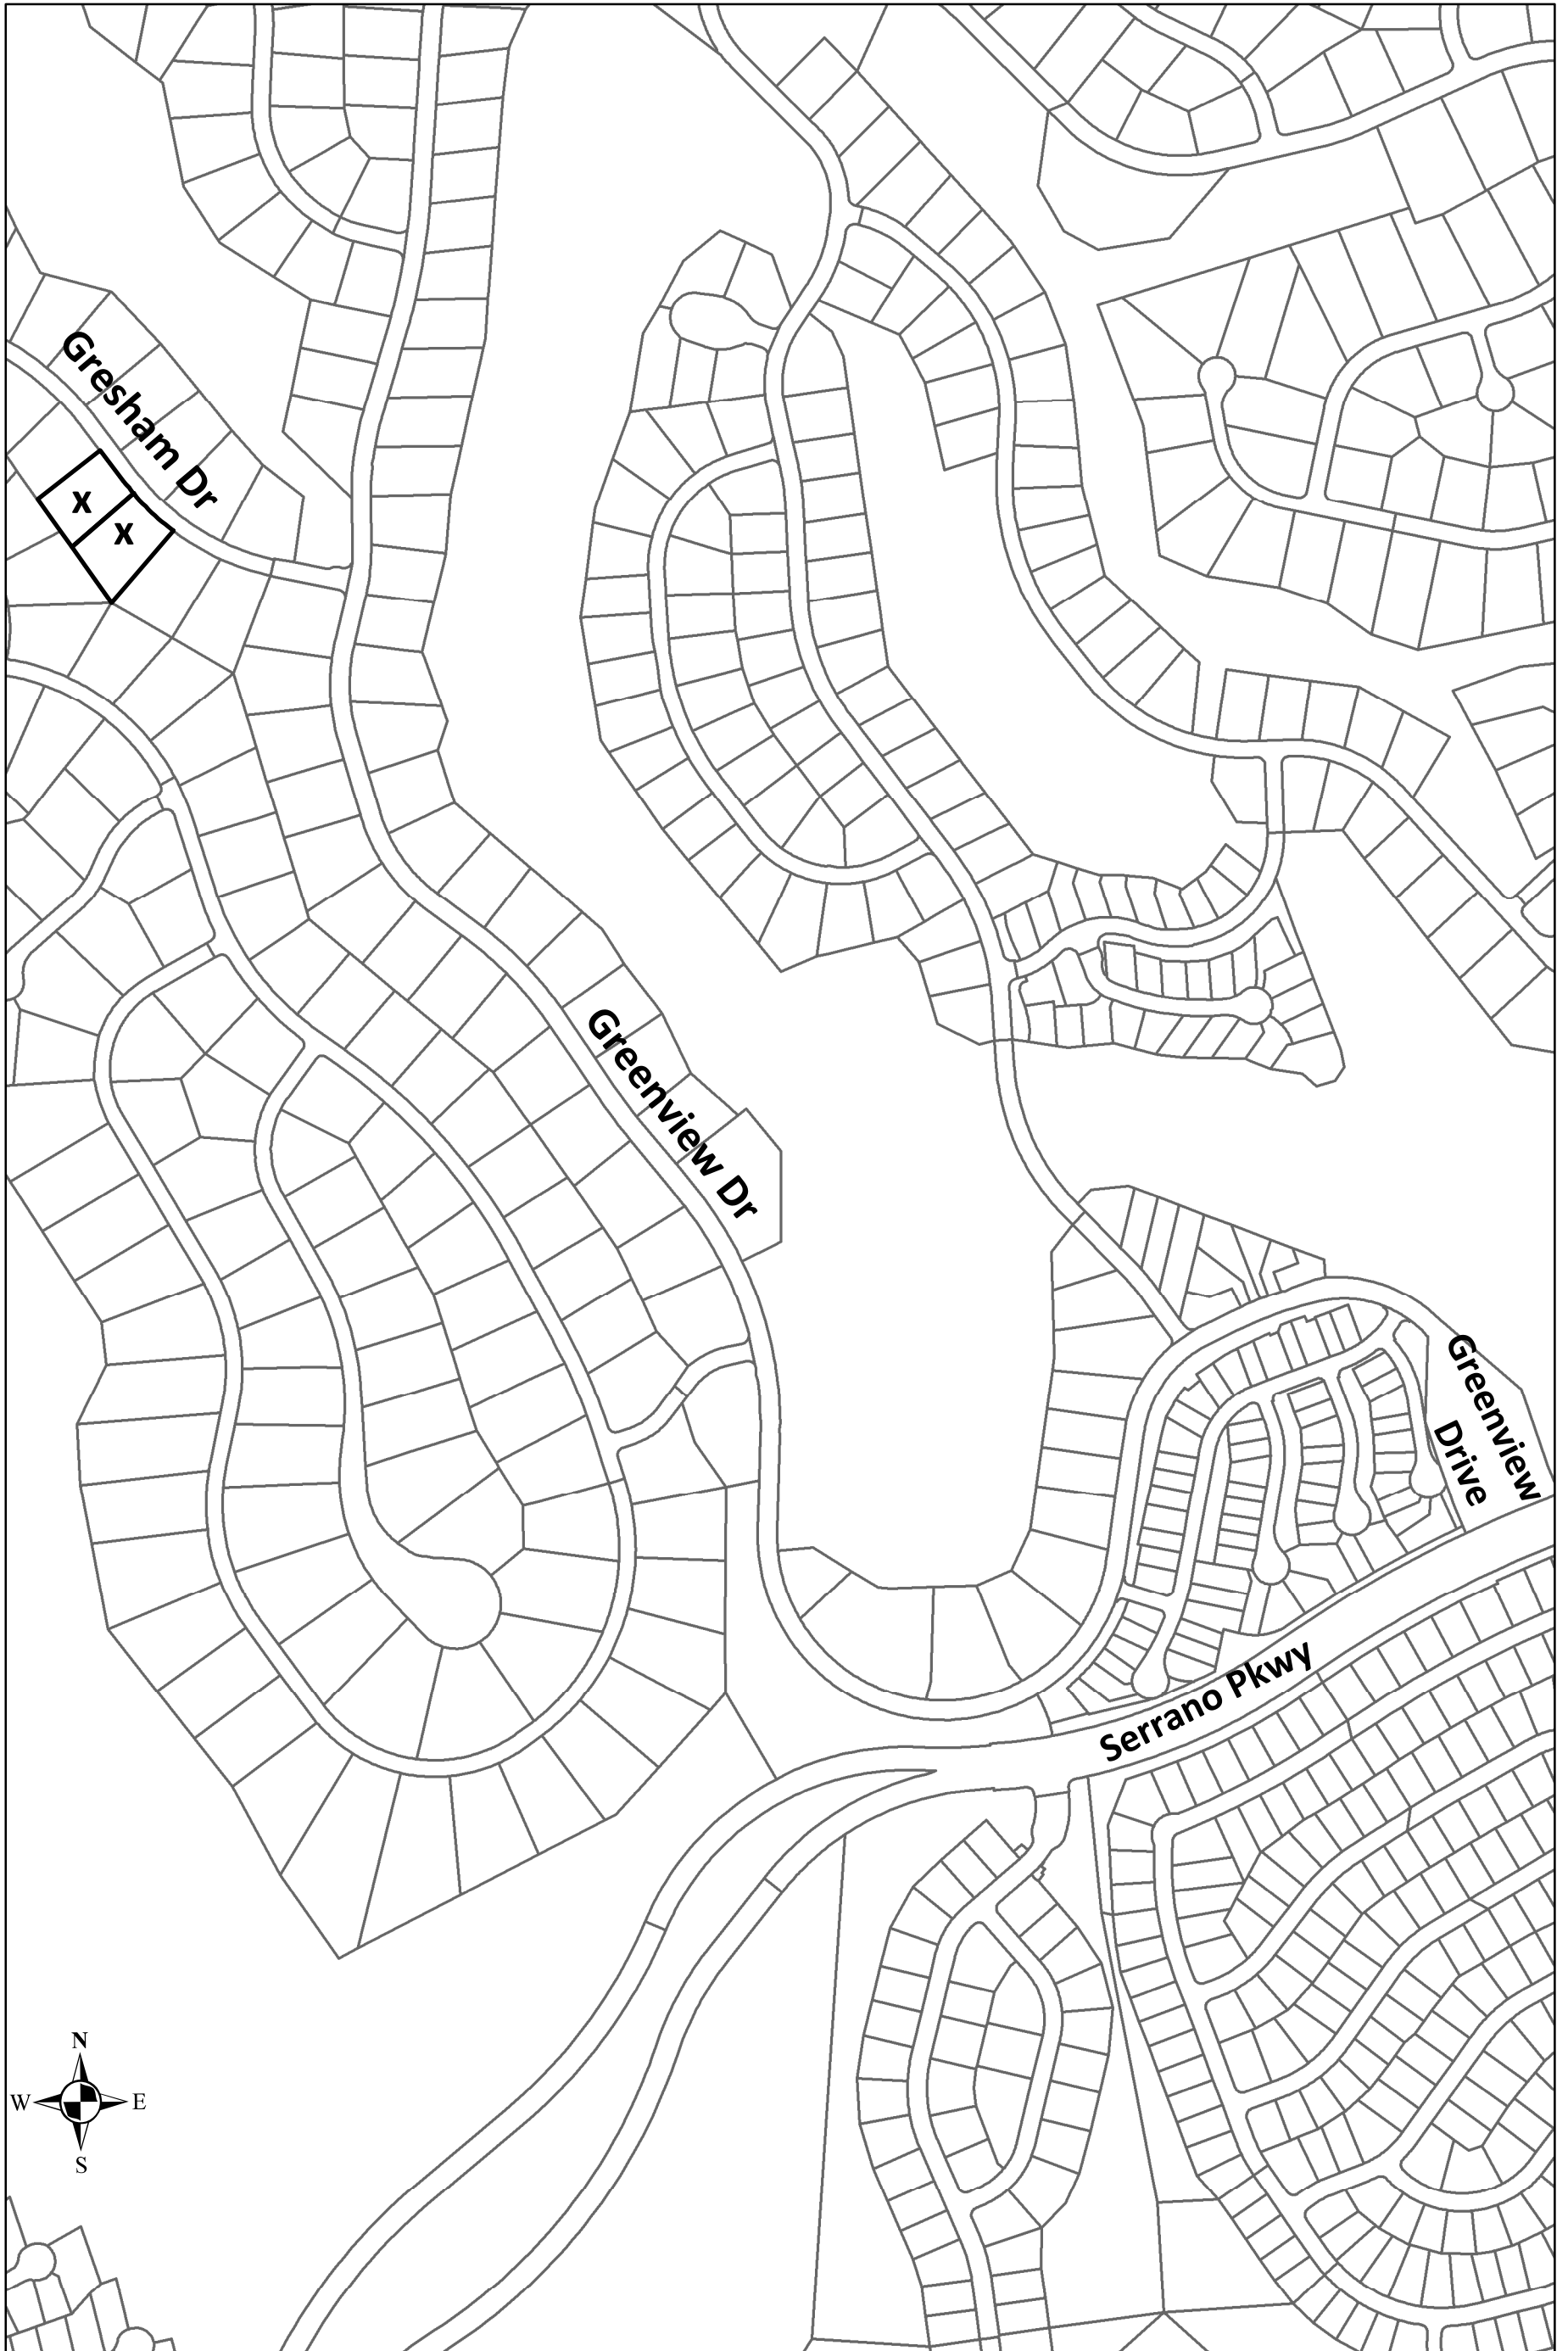 Gresham Dr
x
x
Greenview Dr
Greenview
Drive
Serrano Pkwy
N
W E
S